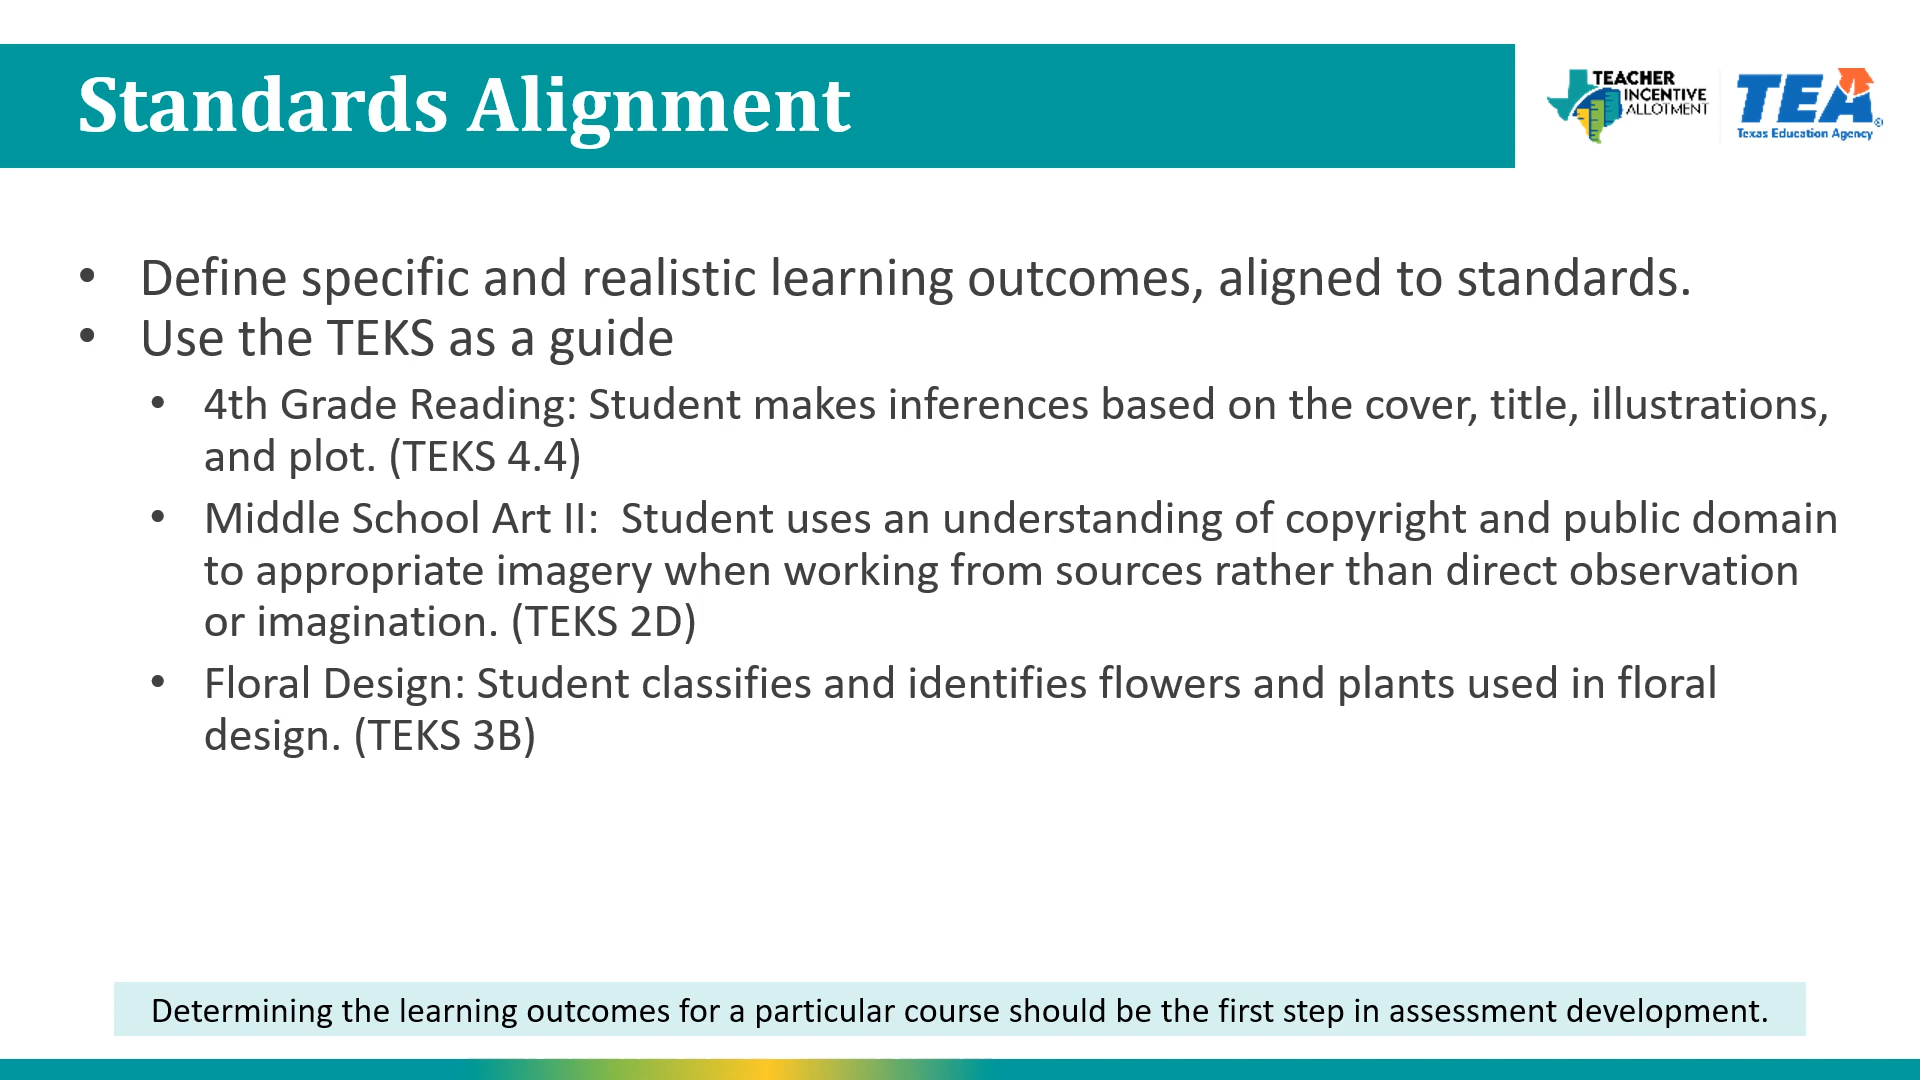 Standards Alignment
TEACHER
INCENTIVE
ALLOTMENT
TEA®
Texas Education Agency
• Define specific and realistic learning outcomes, aligned to standards.
• Use the TEKS as a guide
• 4th Grade Reading: Student makes inferences based on the cover, title, illustrations,
and plot. (TEKS 4.4)
• Middle School Art II:  Student uses an understanding of copyright and public domain
to appropriate imagery when working from sources rather than direct observation
or imagination. (TEKS 2D)
• Floral Design: Student classifies and identifies flowers and plants used in floral
design. (TEKS 3B)
Determining the learning outcomes for a particular course should be the first step in assessment development.